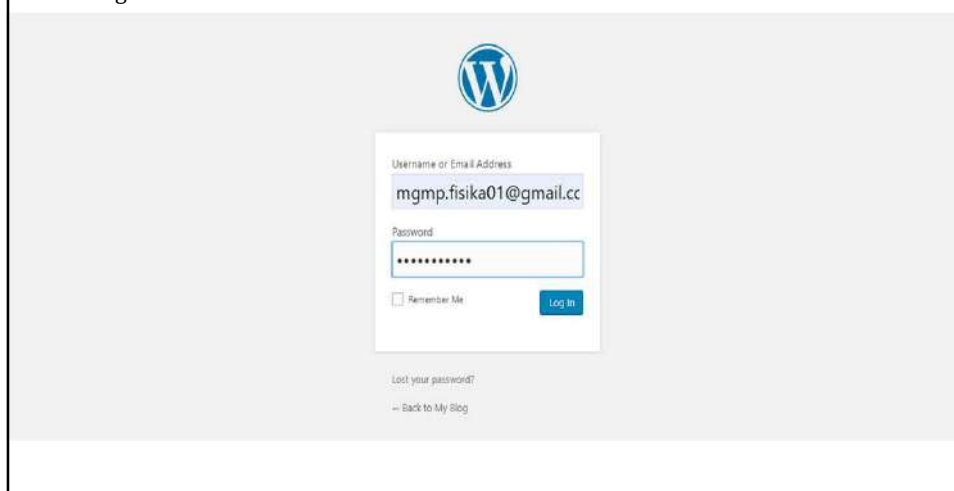 Username or Email Address
mgmp.fisika01@gmail.cc
Password
•••••••••••
Remember Me
Log In
Lost your password?
← Back to My Blog